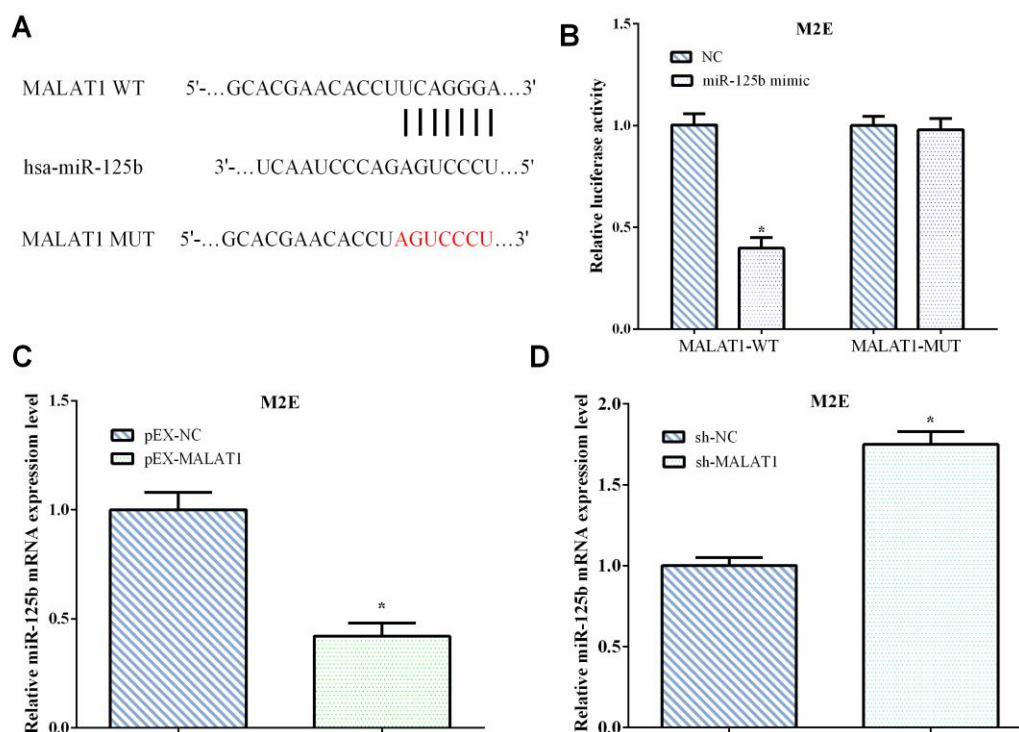 A
MALAT1 WT 5'-...GCACGAACACCUUCAGGGA...3'
hsa-miR-125b 3'-...UCAAUCCCAGAGUCCCU...5'
MALAT1 MUT 5'-...GCACGAACACCUAGUCCCU...3'
B
M2E
NC
miR-125b mimic
Relative luciferase activity
1.5
1.0
0.5
0.0
MALAT1-WT MALAT1-MUT
*
C
M2E
pEX-NC
pEX-MALAT1
Relative miR-125b mRNA expression level
1.5
1.0
0.5
0.0
*
D
M2E
sh-NC
sh-MALAT1
Relative miR-125b mRNA expression level
2.0
1.5
1.0
0.5
0.0
*